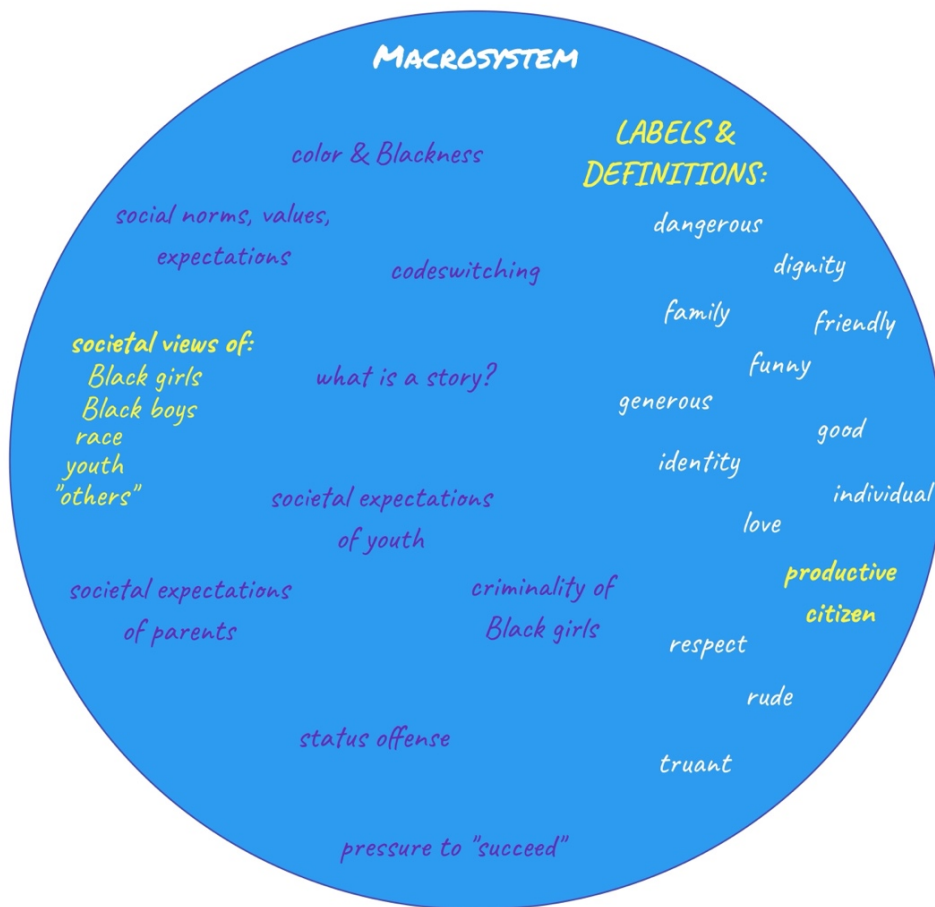 MACROSYSTEM
color & Blackness
social norms, values,
expectations
codeswitching
societal views of:
Black girls
Black boys
race
youth
"others"
what is a story?
societal expectations
of youth
societal expectations
of parents
criminality of
Black girls
status offense
pressure to "succeed"
LABELS &
DEFINITIONS:
dangerous
dignity
family
friendly
funny
generous
good
identity
individual
love
productive
citizen
respect
rude
truant